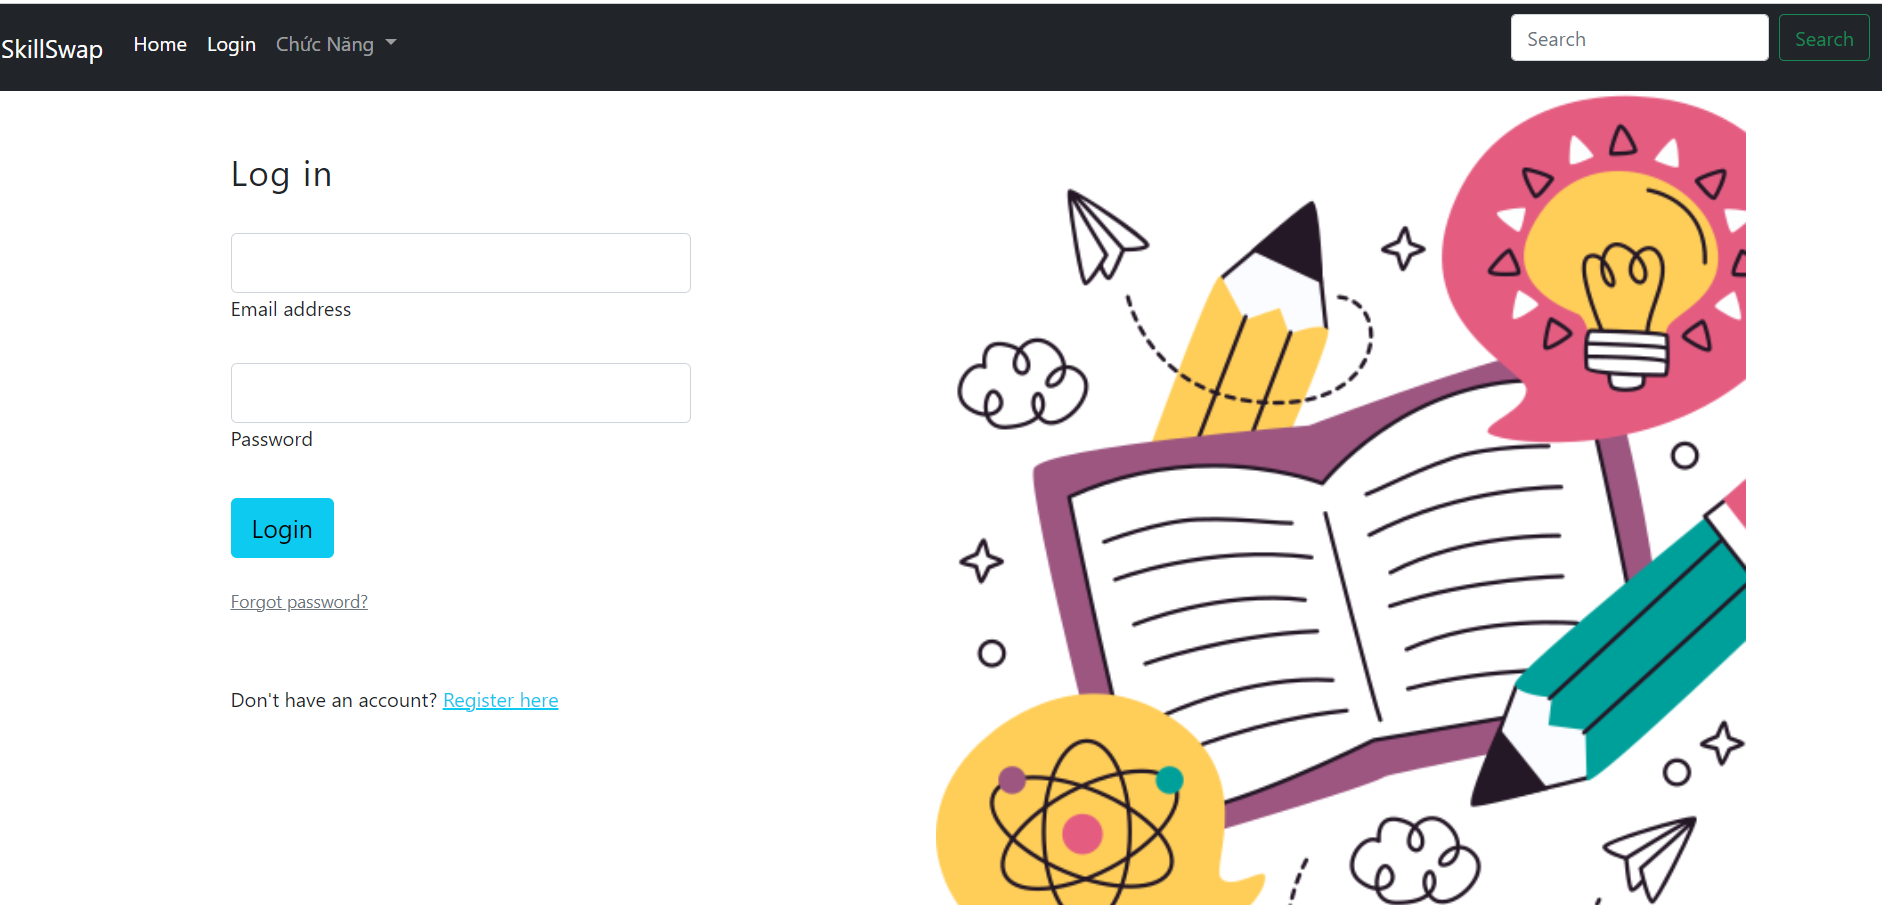 SkillSwap Home Login Chức Năng Search Search
Log in
Email address
Password
Login
Forgot password?
Don't have an account? Register here